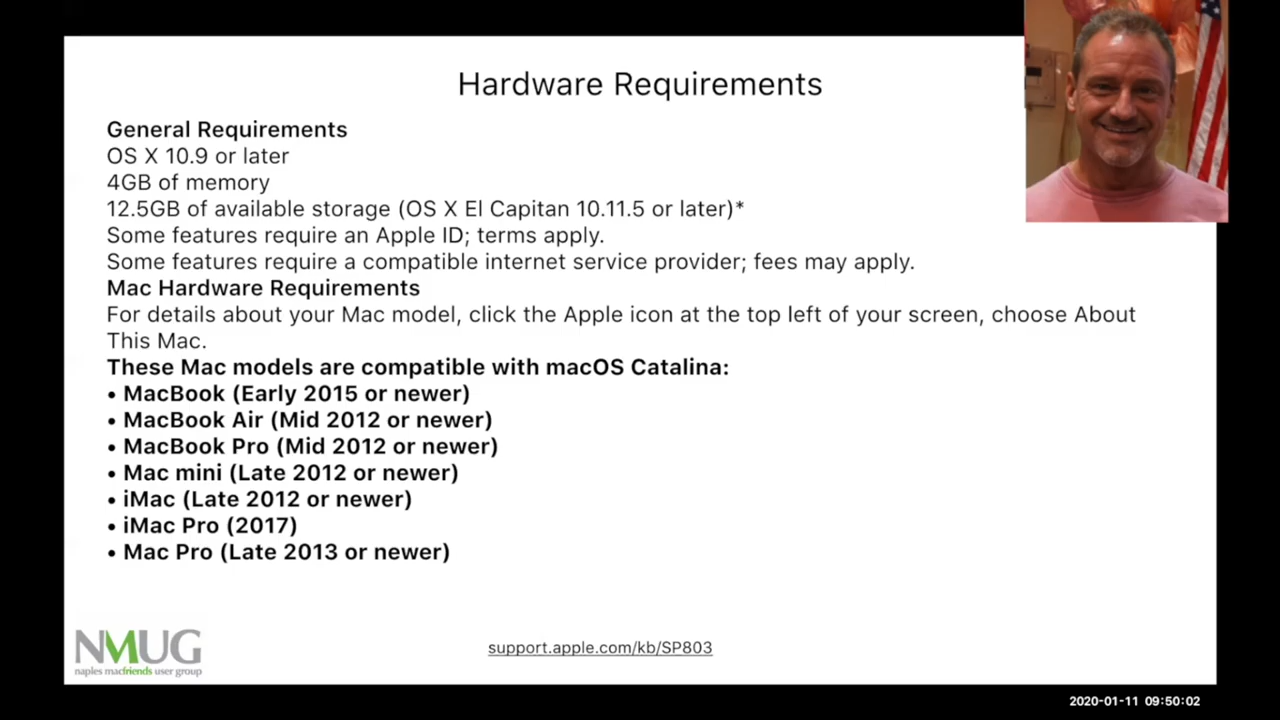 Hardware Requirements
General Requirements
OS X 10.9 or later
4GB of memory
12.5GB of available storage (OS X El Capitan 10.11.5 or later)*
Some features require an Apple ID; terms apply.
Some features require a compatible internet service provider; fees may apply.
Mac Hardware Requirements
For details about your Mac model, click the Apple icon at the top left of your screen, choose About
This Mac.
These Mac models are compatible with macOS Catalina:
• MacBook (Early 2015 or newer)
• MacBook Air (Mid 2012 or newer)
• MacBook Pro (Mid 2012 or newer)
• Mac mini (Late 2012 or newer)
• iMac (Late 2012 or newer)
• iMac Pro (2017)
• Mac Pro (Late 2013 or newer)
NMUG
naples macfriends user group
support.apple.com/kb/SP803
2020-01-11 09:50:02